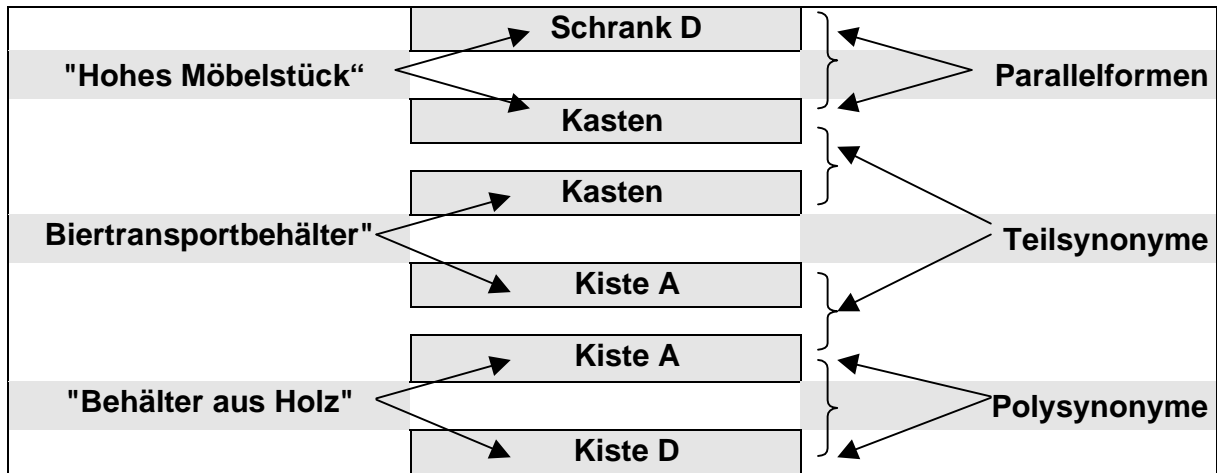 Schrank D
"Hohes Möbelstück“
Parallelformen
Kasten
Kasten
Biertransportbehälter"
Teilsynonyme
Kiste A
Kiste A
"Behälter aus Holz"
Polysynonyme
Kiste D